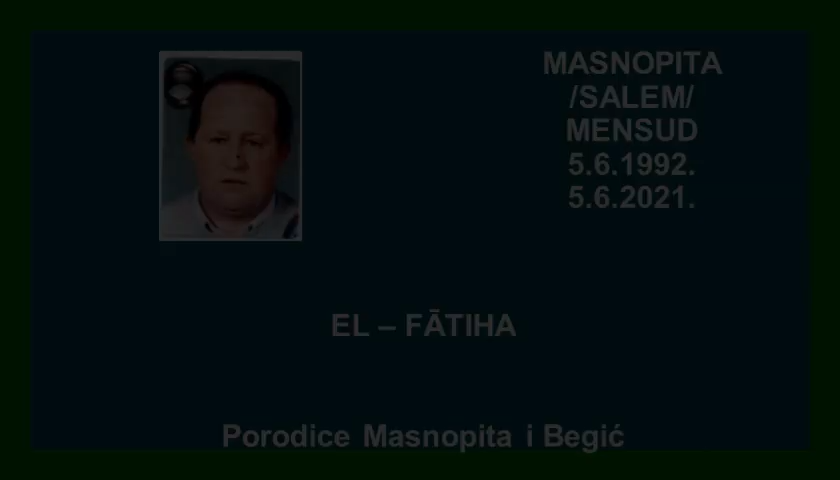 MASNOPITA
/SALEM/
MENSUD
5.6.1992.
5.6.2021.
EL – FĀTIHA
Porodice Masnopita i Begić